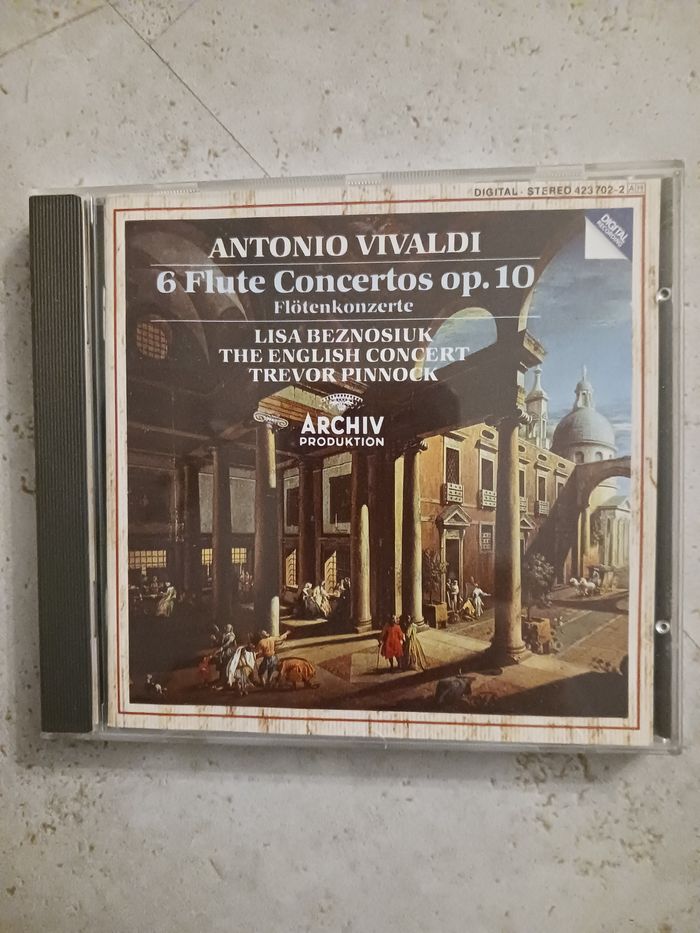 DIGITAL · STEREO 423 702-2 AH
DIGITAL
RECORDING
ANTONIO VIVALDI
6 Flute Concertos op. 10
Flötenkonzerte
LISA BEZNOSIUK
THE ENGLISH CONCERT
TREVOR PINNOCK
ARCHIV
PRODUKTION